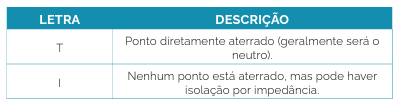 LETRA DESCRIÇÃO
T
Ponto diretamente aterrado (geralmente será o
neutro).
I
Nenhum ponto está aterrado, mas pode haver
isolação por impedância.